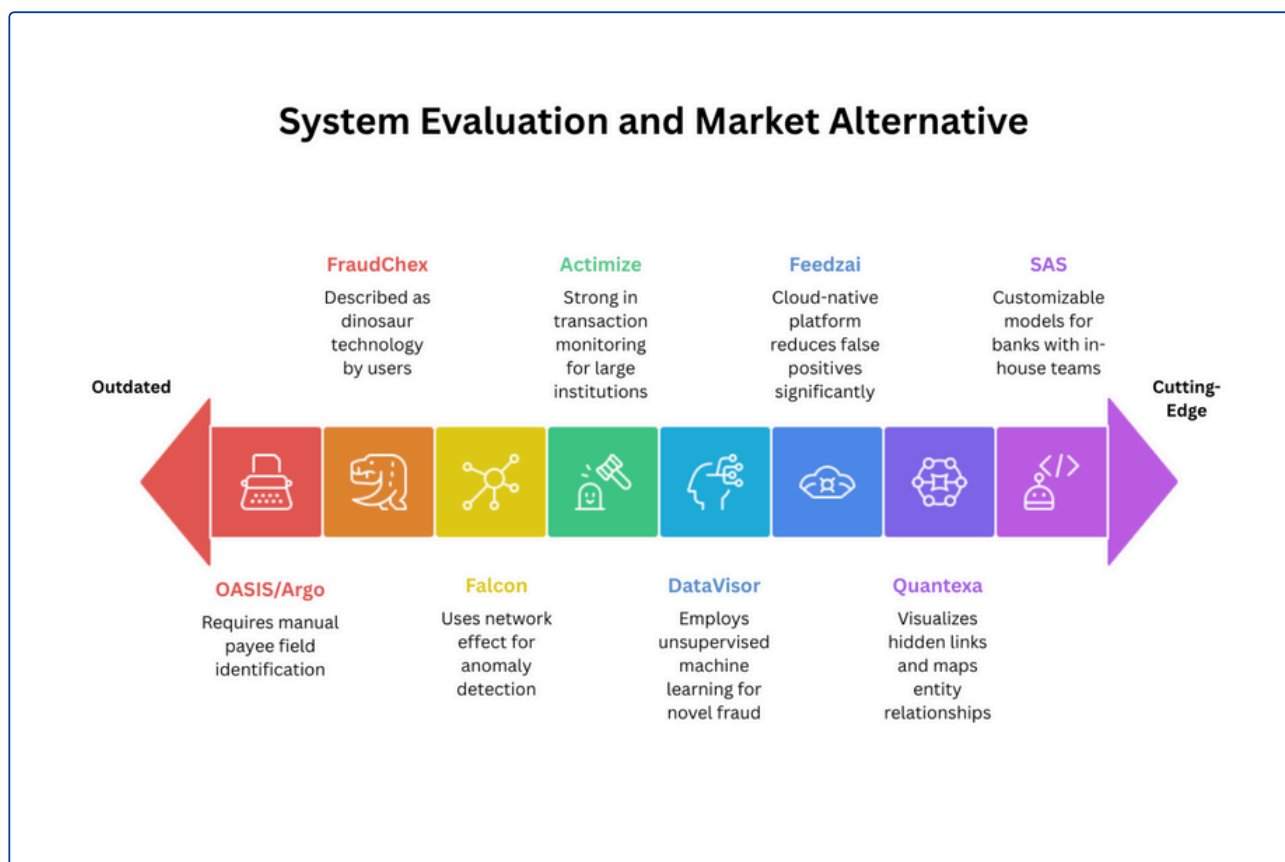 System Evaluation and Market Alternative
FraudChex
Described as
dinosaur
technology
by users
Actimize
Strong in
transaction
monitoring
for large
institutions
Feedzai
Cloud-native
platform
reduces false
positives
significantly
SAS
Customizable
models for
banks with in-
house teams
Outdated
Cutting-
Edge
</>
OASIS/Argo
Requires manual
payee field
identification
Falcon
Uses network
effect for
anomaly
detection
DataVisor
Employs
unsupervised
machine
learning for
novel fraud
Quantexa
Visualizes
hidden links
and maps
entity
relationships